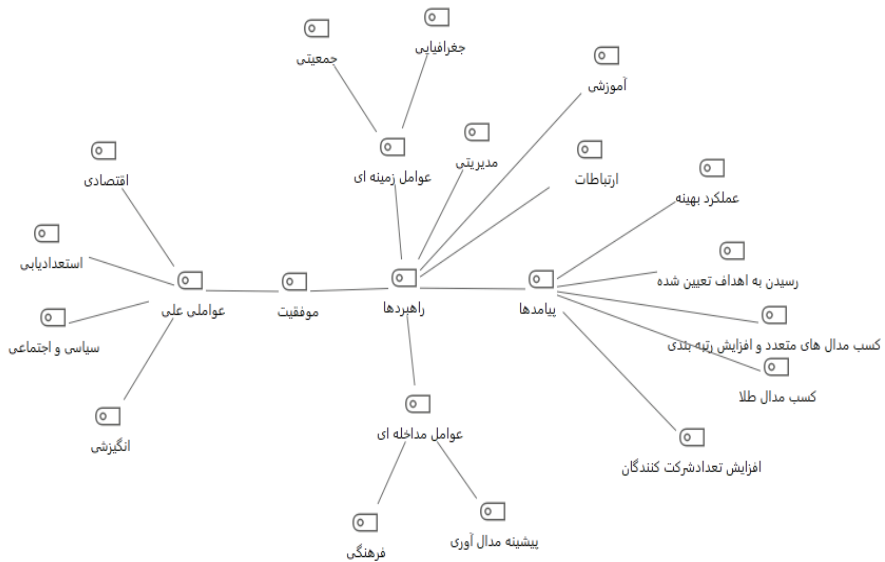 جغرافیایی
جمعیتی
آموزشی
مدیریتی
عوامل زمینه ای
ارتباطات
اقتصادی
عملکرد بهینه
استعدادیابی
رسیدن به اهداف تعیین شده
عواملی علی
موفقیت
راهبردها
پیامدها
سیاسی و اجتماعی
کسب مدال های متعدد و افزایش رتبه بندی
کسب مدال طلا
انگیزشی
عوامل مداخله ای
افزایش تعدادشرکت کنندگان
پیشینه مدال آوری
فرهنگی